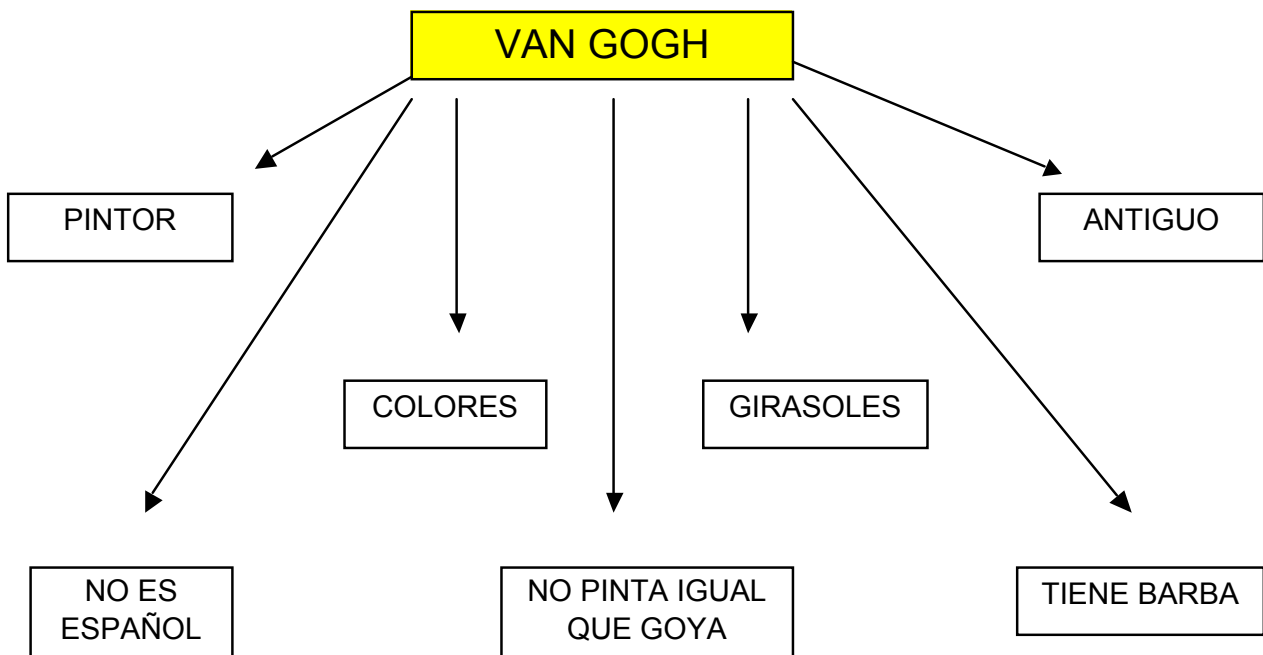 VAN GOGH
PINTOR
ANTIGUO
COLORES
GIRASOLES
NO ES
ESPAÑOL
NO PINTA IGUAL
QUE GOYA
TIENE BARBA